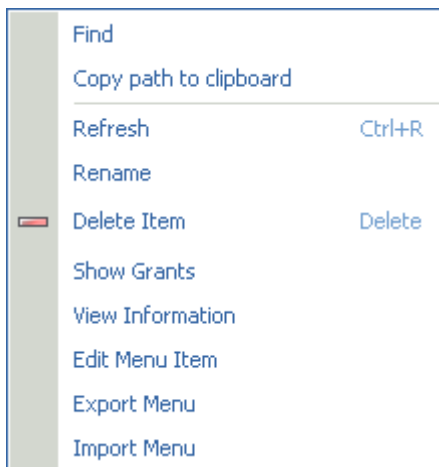 Find
Copy path to clipboard
Refresh Ctrl+R
Rename
Delete Item Delete
Show Grants
View Information
Edit Menu Item
Export Menu
Import Menu